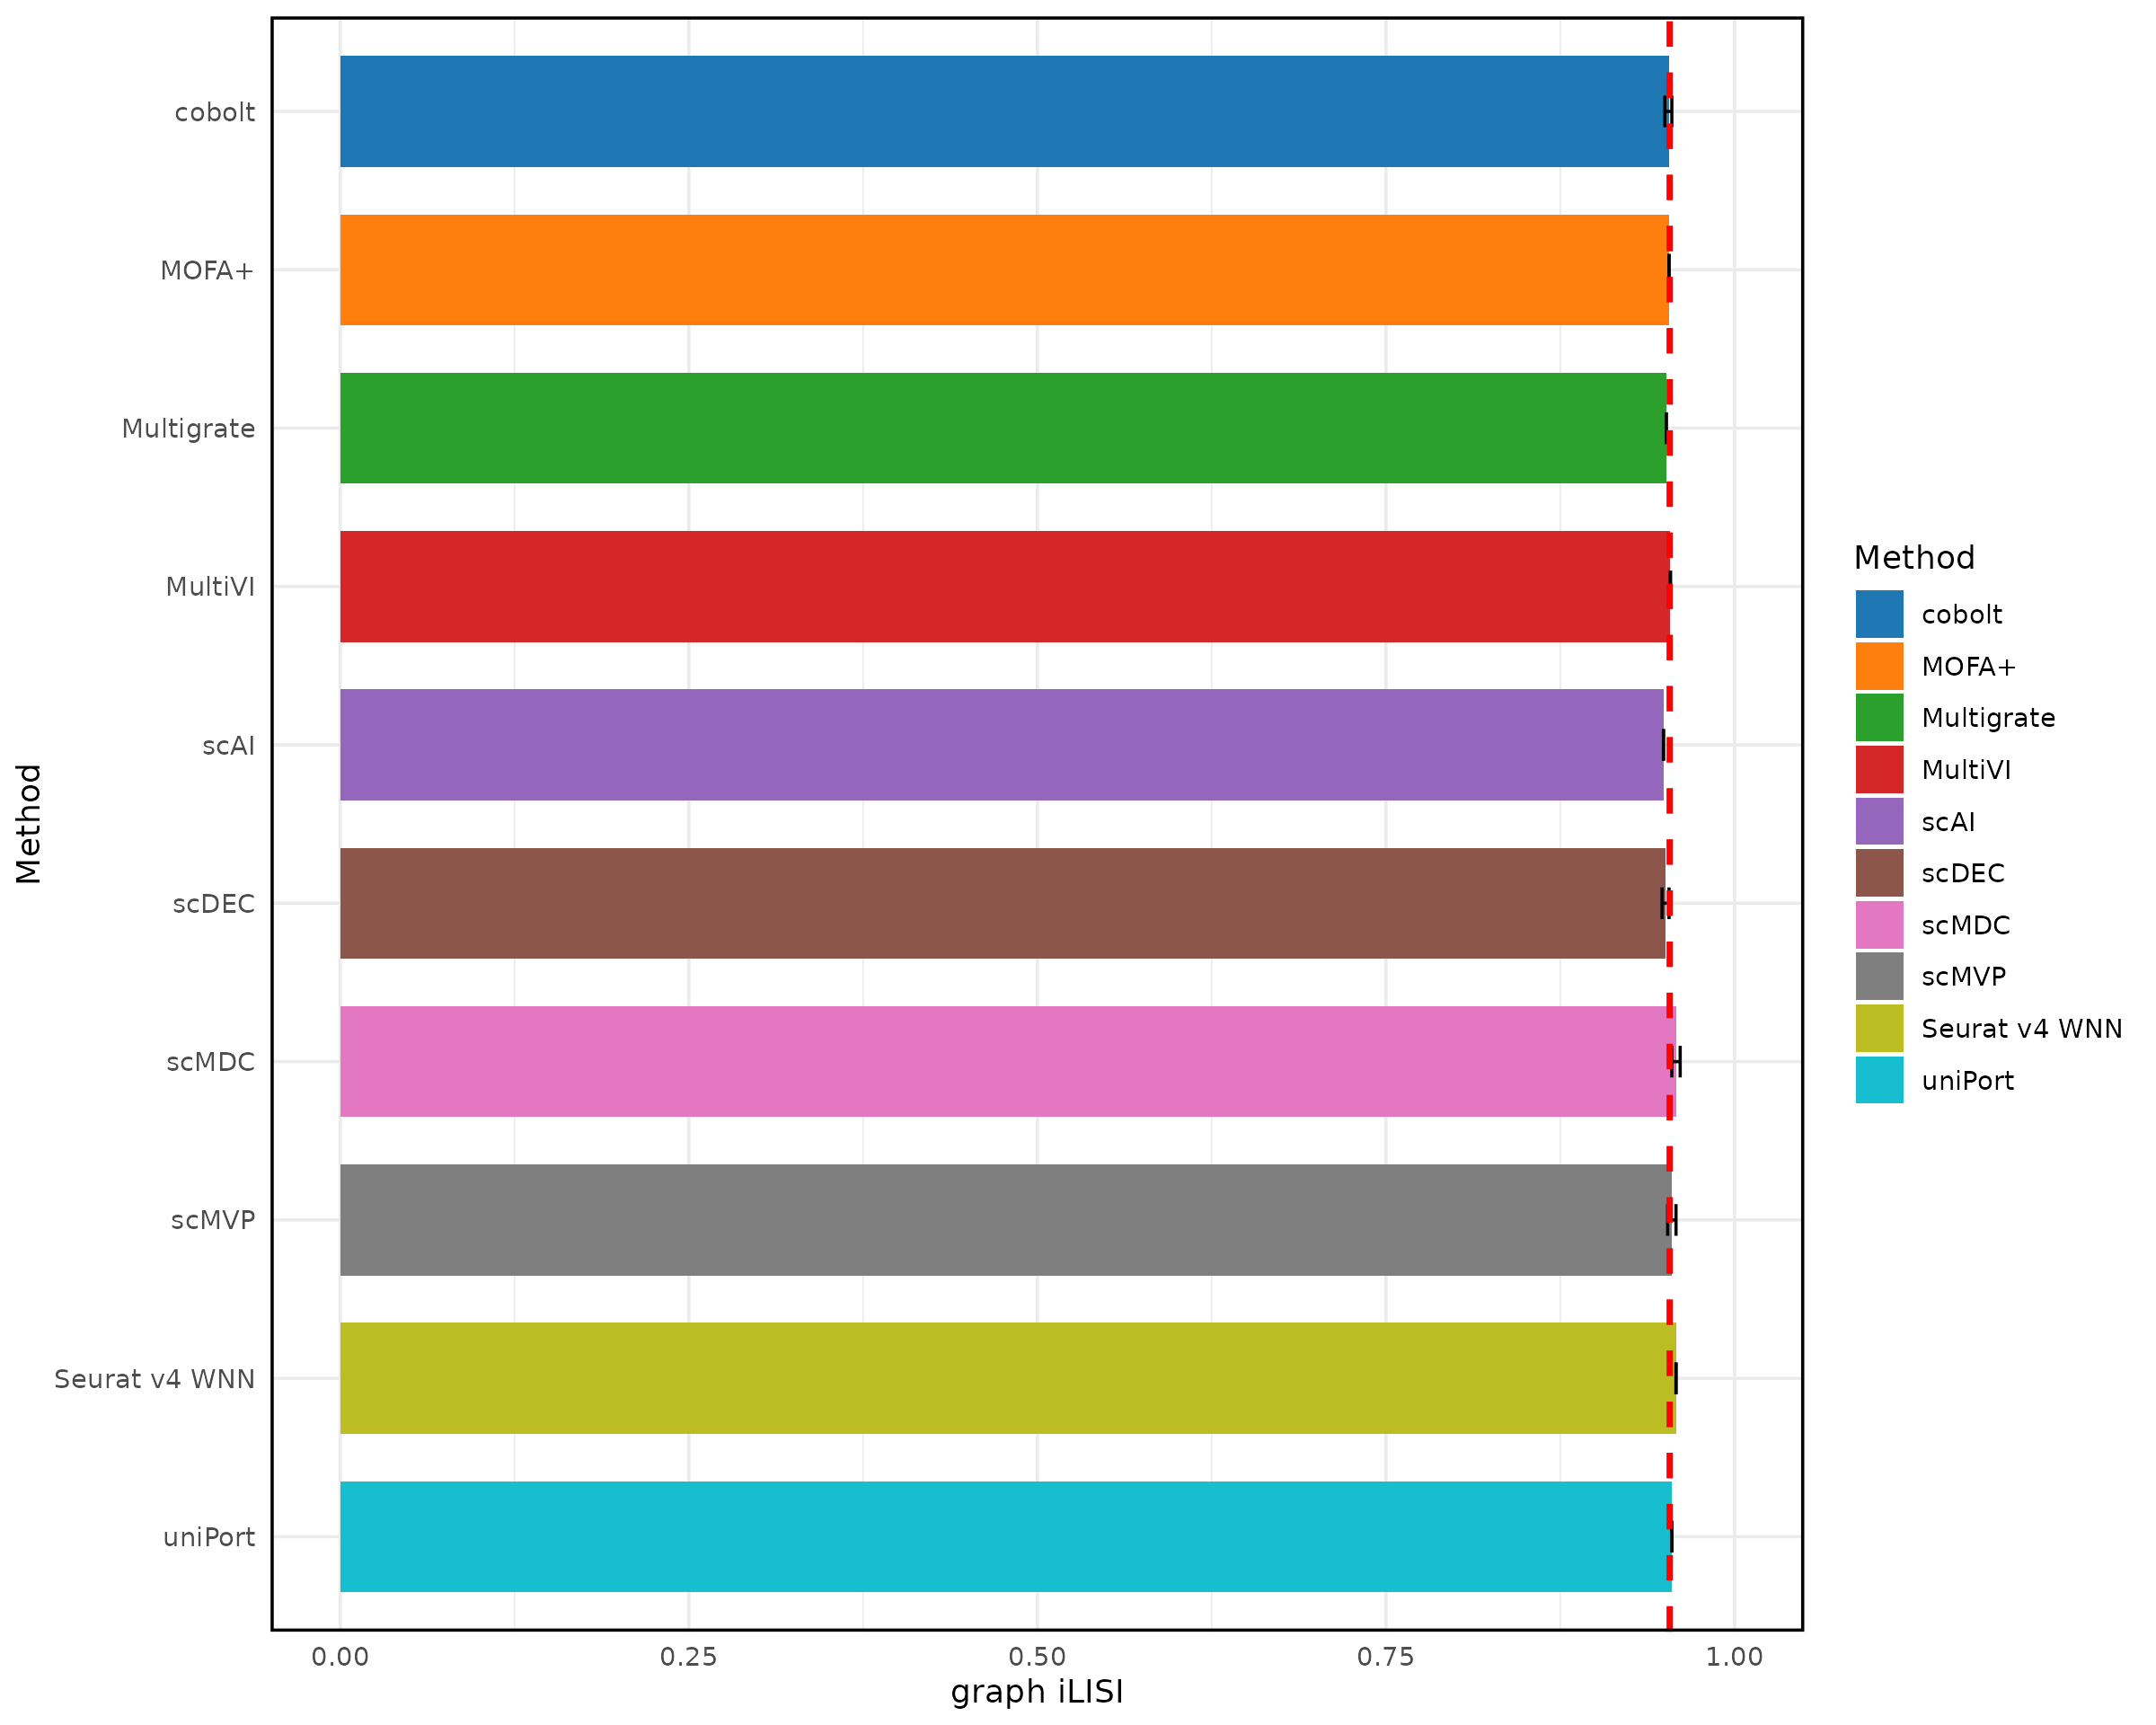 cobolt
MOFA+
Multigrate
MultiVI
scAI
scDEC
scMDC
scMVP
Seurat v4 WNN
uniPort
Method
0.00
0.25
0.50
0.75
1.00
graph iLISI
Method
cobolt
MOFA+
Multigrate
MultiVI
scAI
scDEC
scMDC
scMVP
Seurat v4 WNN
uniPort